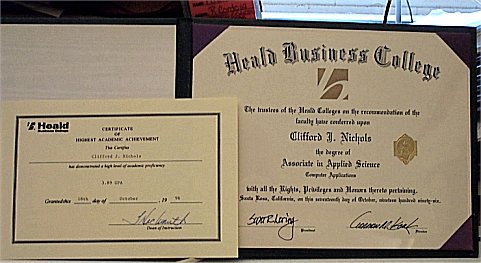 Heald
CERTIFICATE
OF
HIGHEST ACADEMIC ACHIEVEMENT
This Certifies
Clifford J. Nichols
has demonstrated a high level of academic proficiency.
3.89 GPA
Granted this 18th day of October 19 96
Dean of Instruction
Heald Business College
The trustees of the Heald Colleges on the recommendation of the
faculty have conferred upon
Clifford J. Nichols
the degree of
Associate in Applied Science
Computer Applications
with all the Rights, Privileges and Honors thereto pertaining.
Santa Rosa, California, on this seventeenth day of October, nineteen hundred ninety-six.
President